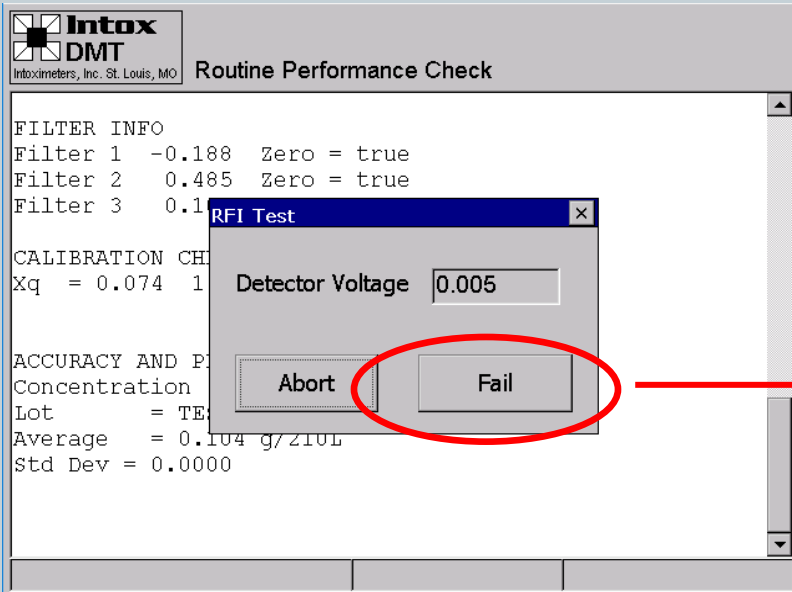 Intox
DMT
Intoximeters, Inc. St. Louis, MO
Routine Performance Check
FILTER INFO
Filter 1 -0.188 Zero = true
Filter 2 0.485 Zero = true
Filter 3
RFI Test
CALIBRATION
Xq = 0.074 1
Detector Voltage 0.005
ACCURACY AND
Concentration
Abort Fail
Lot =
Average = 0.104 g/210L
Std Dev = 0.0000